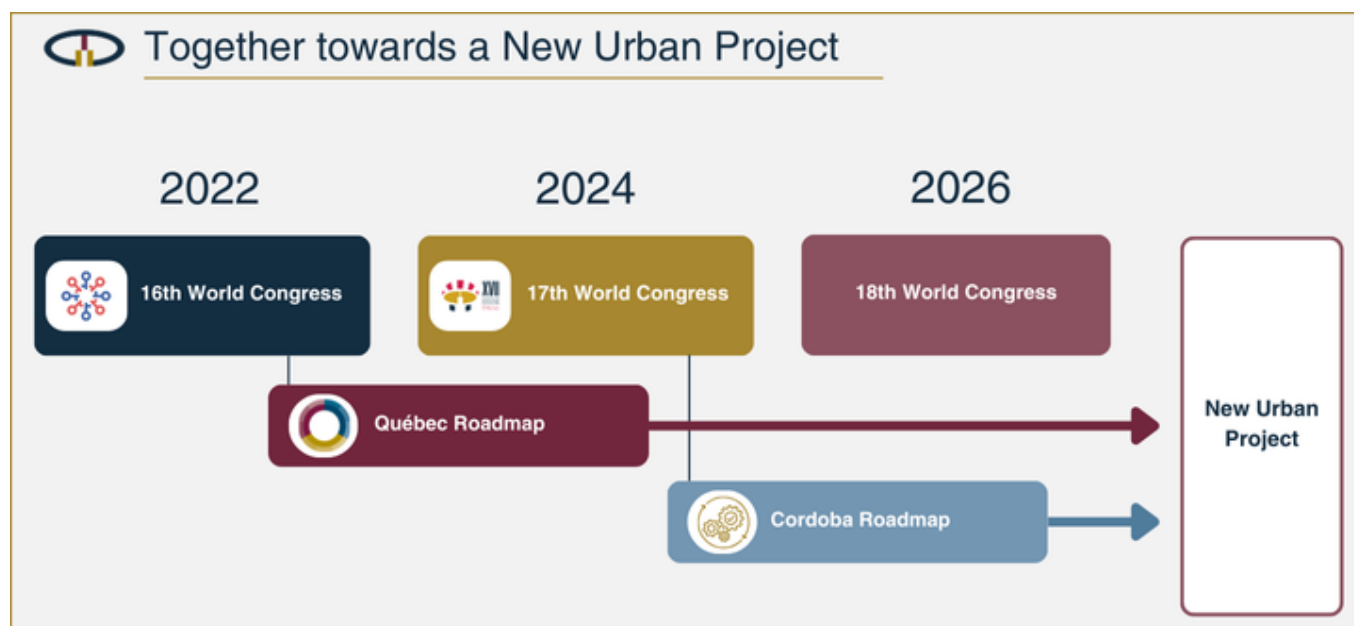 Together towards a New Urban Project
2022
2024
2026
16th World Congress
XVII
17th World Congress
18th World Congress
Québec Roadmap
New Urban
Project
Cordoba Roadmap